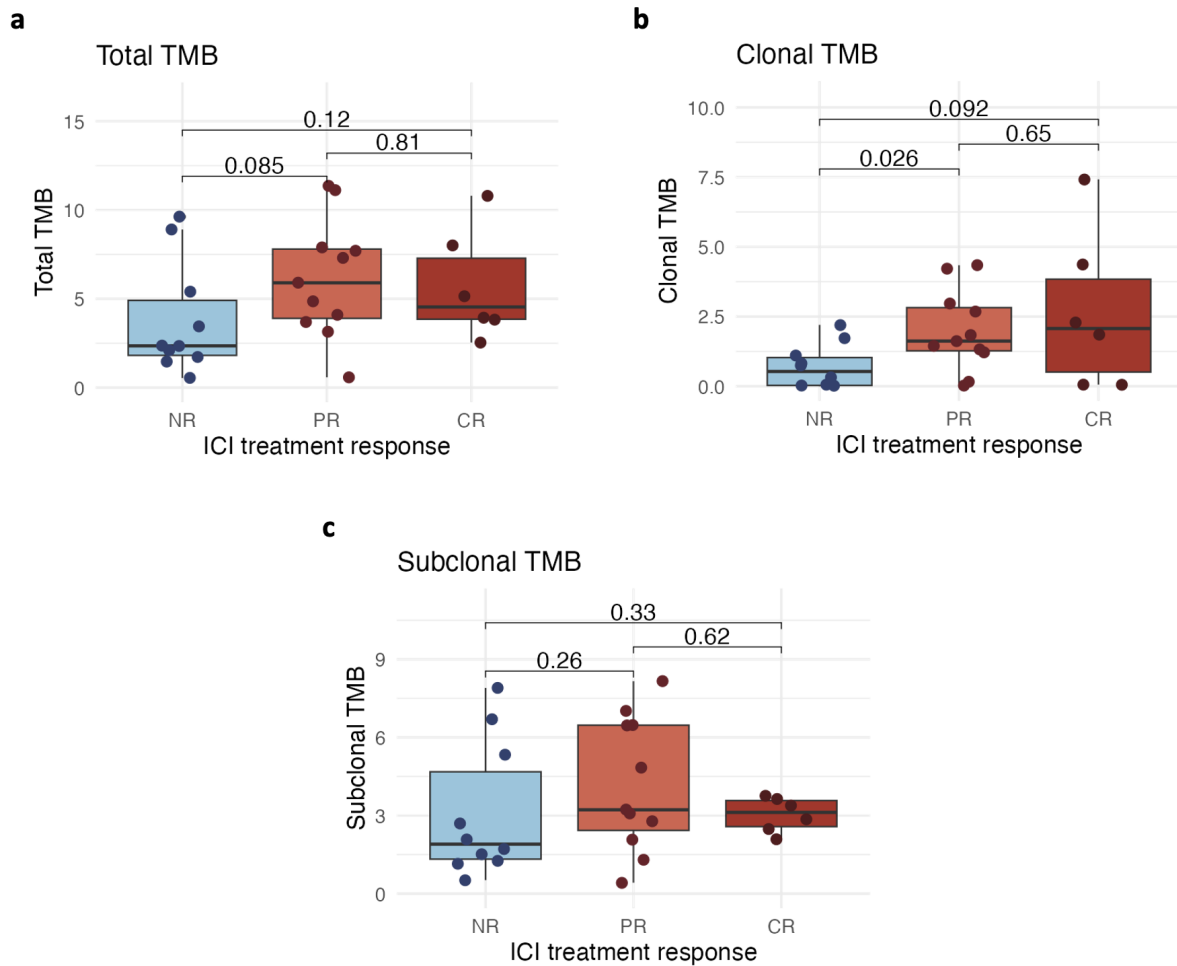 a
Total TMB
15
10
5
0
Total TMB
0.12
0.81
0.085
NR PR CR
ICI treatment response
b
Clonal TMB
10.0
7.5
5.0
2.5
0.0
Clonal TMB
0.092
0.65
0.026
NR PR CR
ICI treatment response
c
Subclonal TMB
9
6
3
0
Subclonal TMB
0.33
0.62
0.26
NR PR CR
ICI treatment response